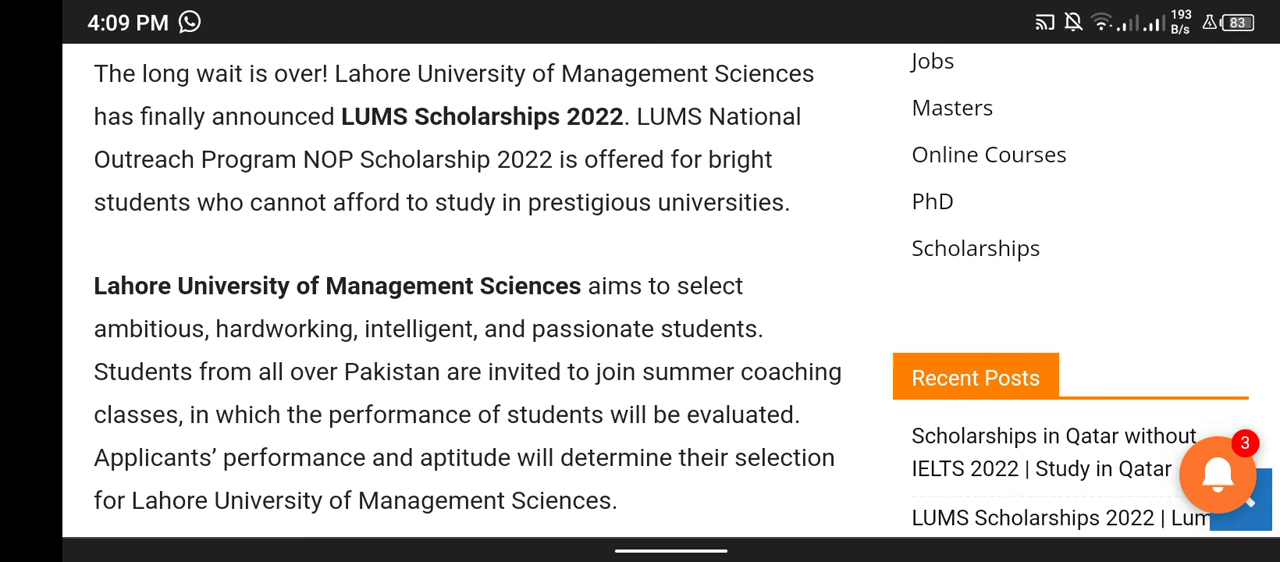 4:09 PM
193
B/s
83
The long wait is over! Lahore University of Management Sciences
has finally announced LUMS Scholarships 2022. LUMS National
Outreach Program NOP Scholarship 2022 is offered for bright
students who cannot afford to study in prestigious universities.
Lahore University of Management Sciences aims to select
ambitious, hardworking, intelligent, and passionate students.
Students from all over Pakistan are invited to join summer coaching
classes, in which the performance of students will be evaluated.
Applicants’ performance and aptitude will determine their selection
for Lahore University of Management Sciences.
Jobs
Masters
Online Courses
PhD
Scholarships
Recent Posts
Scholarships in Qatar without
IELTS 2022 | Study in Qatar
3
LUMS Scholarships 2022 | Lum